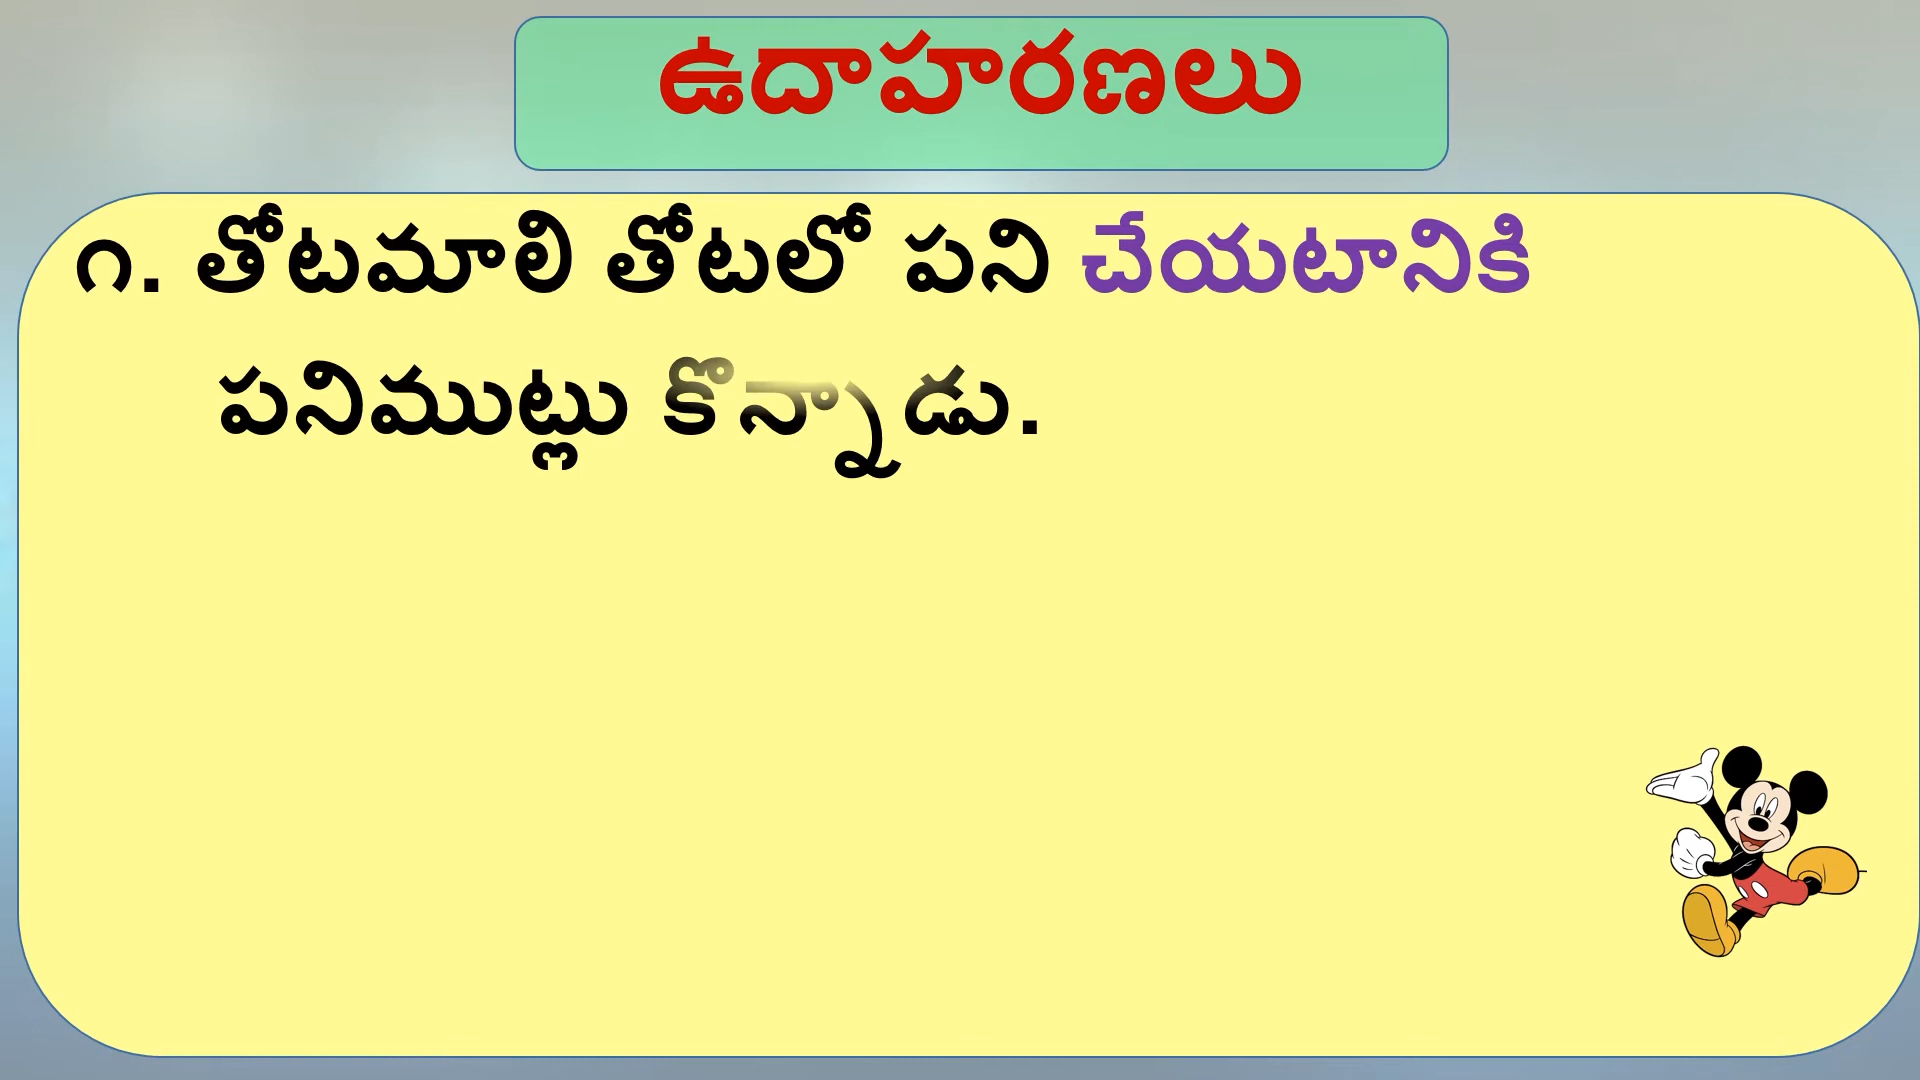 ఉదాహరణలు
౧. తోటమాలి తోటలో పని చేయటానికి
పనిముట్లు కొన్నాడు.